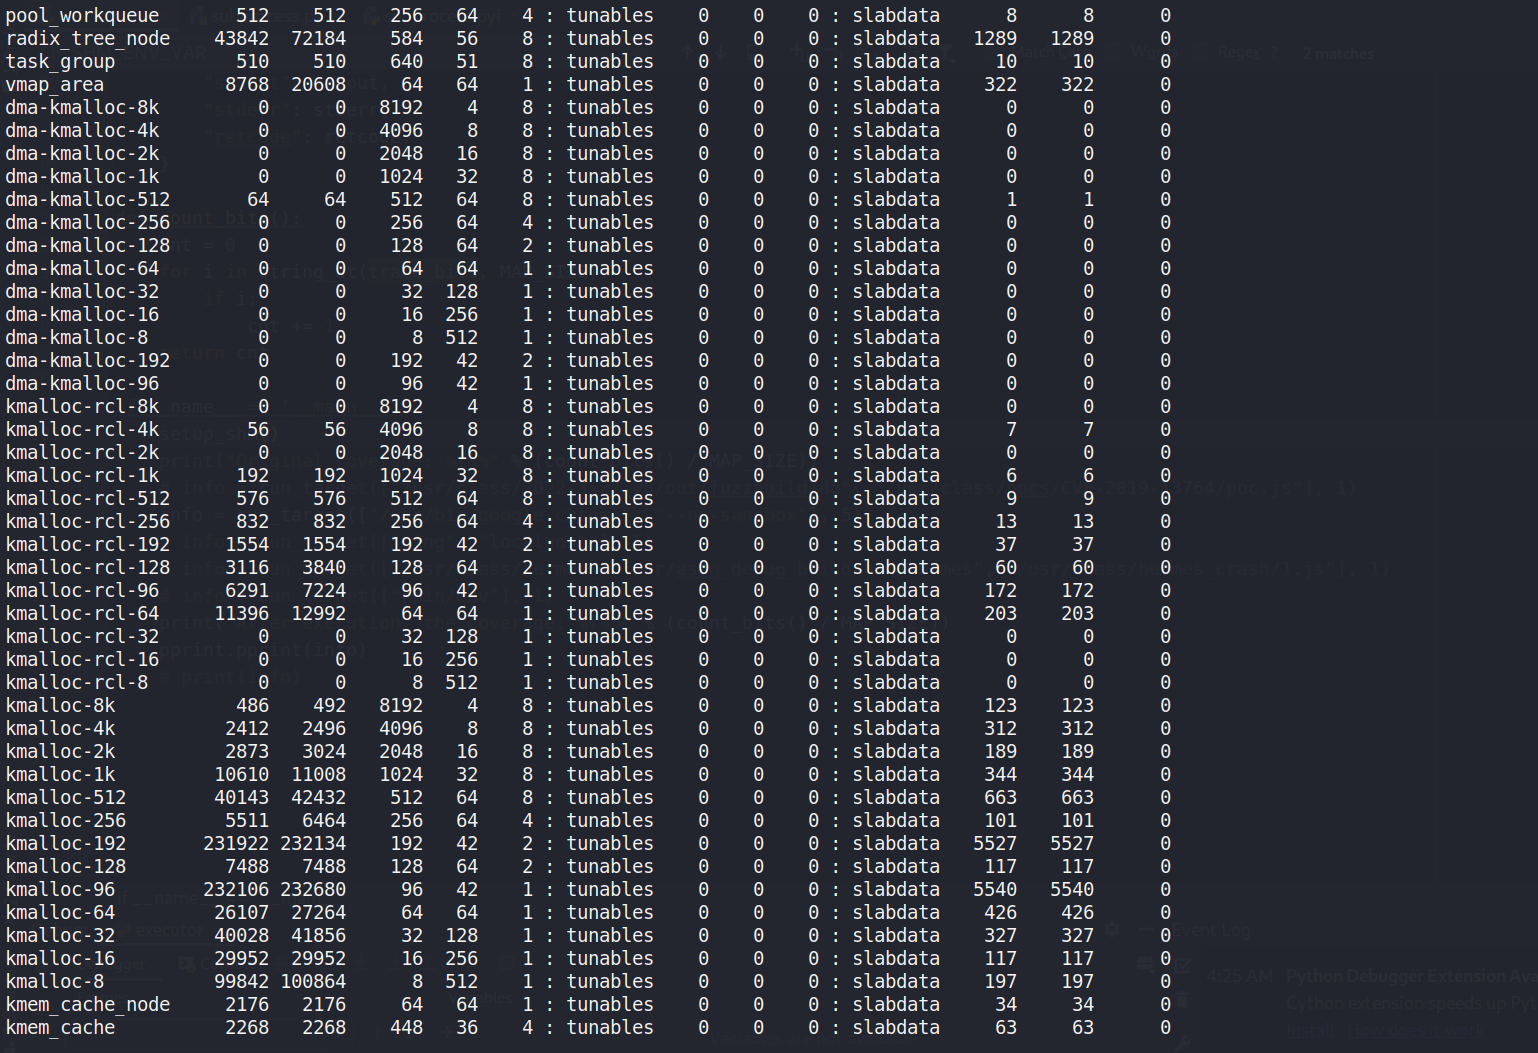 pool_workqueue 512 512 256 64 4 : tunables 0 0 0 : slabdata 8 8 0
radix_tree_node 43842 72184 584 56 8 : tunables 0 0 0 : slabdata 1289 1289 0
task_group 510 510 640 51 8 : tunables 0 0 0 : slabdata 10 10 0
vmap_area 8768 20608 64 64 1 : tunables 0 0 0 : slabdata 322 322 0
dma-kmalloc-8k 0 0 8192 4 8 : tunables 0 0 0 : slabdata 0 0 0
dma-kmalloc-4k 0 0 4096 8 8 : tunables 0 0 0 : slabdata 0 0 0
dma-kmalloc-2k 0 0 2048 16 8 : tunables 0 0 0 : slabdata 0 0 0
dma-kmalloc-1k 0 0 1024 32 8 : tunables 0 0 0 : slabdata 0 0 0
dma-kmalloc-512 64 64 512 64 8 : tunables 0 0 0 : slabdata 1 1 0
dma-kmalloc-256 0 0 256 64 4 : tunables 0 0 0 : slabdata 0 0 0
dma-kmalloc-128 0 0 128 64 2 : tunables 0 0 0 : slabdata 0 0 0
dma-kmalloc-64 0 0 64 64 1 : tunables 0 0 0 : slabdata 0 0 0
dma-kmalloc-32 0 0 32 128 1 : tunables 0 0 0 : slabdata 0 0 0
dma-kmalloc-16 0 0 16 256 1 : tunables 0 0 0 : slabdata 0 0 0
dma-kmalloc-8 0 0 8 512 1 : tunables 0 0 0 : slabdata 0 0 0
dma-kmalloc-192 0 0 192 42 2 : tunables 0 0 0 : slabdata 0 0 0
dma-kmalloc-96 0 0 96 42 1 : tunables 0 0 0 : slabdata 0 0 0
kmalloc-rcl-8k 0 0 8192 4 8 : tunables 0 0 0 : slabdata 0 0 0
kmalloc-rcl-4k 56 56 4096 8 8 : tunables 0 0 0 : slabdata 7 7 0
kmalloc-rcl-2k 0 0 2048 16 8 : tunables 0 0 0 : slabdata 0 0 0
kmalloc-rcl-1k 192 192 1024 32 8 : tunables 0 0 0 : slabdata 6 6 0
kmalloc-rcl-512 576 576 512 64 8 : tunables 0 0 0 : slabdata 9 9 0
kmalloc-rcl-256 832 832 256 64 4 : tunables 0 0 0 : slabdata 13 13 0
kmalloc-rcl-192 1554 1554 192 42 2 : tunables 0 0 0 : slabdata 37 37 0
kmalloc-rcl-128 3116 3840 128 64 2 : tunables 0 0 0 : slabdata 60 60 0
kmalloc-rcl-96 6291 7224 96 42 1 : tunables 0 0 0 : slabdata 172 172 0
kmalloc-rcl-64 11396 12992 64 64 1 : tunables 0 0 0 : slabdata 203 203 0
kmalloc-rcl-32 0 0 32 128 1 : tunables 0 0 0 : slabdata 0 0 0
kmalloc-rcl-16 0 0 16 256 1 : tunables 0 0 0 : slabdata 0 0 0
kmalloc-rcl-8 0 0 8 512 1 : tunables 0 0 0 : slabdata 0 0 0
kmalloc-8k 486 492 8192 4 8 : tunables 0 0 0 : slabdata 123 123 0
kmalloc-4k 2412 2496 4096 8 8 : tunables 0 0 0 : slabdata 312 312 0
kmalloc-2k 2873 3024 2048 16 8 : tunables 0 0 0 : slabdata 189 189 0
kmalloc-1k 10610 11008 1024 32 8 : tunables 0 0 0 : slabdata 344 344 0
kmalloc-512 40143 42432 512 64 8 : tunables 0 0 0 : slabdata 663 663 0
kmalloc-256 5511 6464 256 64 4 : tunables 0 0 0 : slabdata 101 101 0
kmalloc-192 231922 232134 192 42 2 : tunables 0 0 0 : slabdata 5527 5527 0
kmalloc-128 7488 7488 128 64 2 : tunables 0 0 0 : slabdata 117 117 0
kmalloc-96 232106 232680 96 42 1 : tunables 0 0 0 : slabdata 5540 5540 0
kmalloc-64 26107 27264 64 64 1 : tunables 0 0 0 : slabdata 426 426 0
kmalloc-32 40028 41856 32 128 1 : tunables 0 0 0 : slabdata 327 327 0
kmalloc-16 29952 29952 16 256 1 : tunables 0 0 0 : slabdata 117 117 0
kmalloc-8 99842 100864 8 512 1 : tunables 0 0 0 : slabdata 197 197 0
kmem_cache_node 2176 2176 64 64 1 : tunables 0 0 0 : slabdata 34 34 0
kmem_cache 2268 2268 448 36 4 : tunables 0 0 0 : slabdata 63 63 0
2 matches
Event Log
4:25 AM Python Debugger Extension Ava
Cython extension speeds up Pyt
Install How does it work